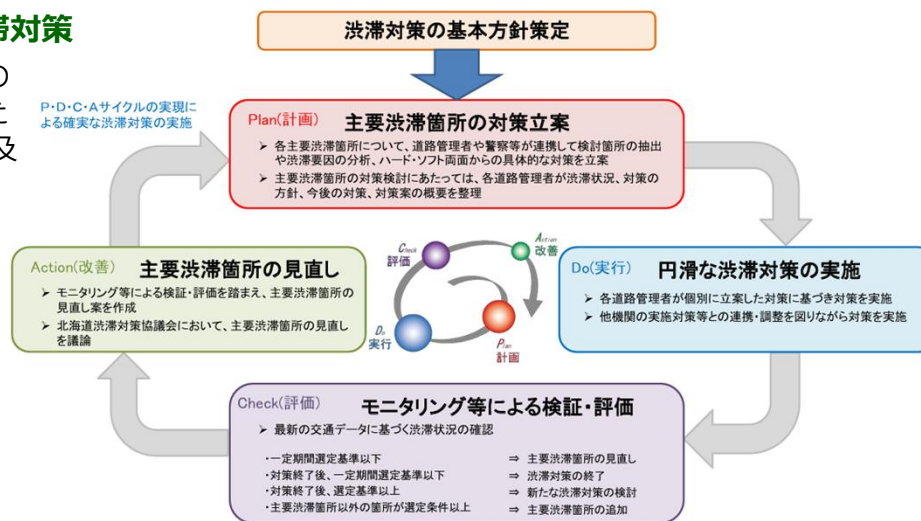 滞対策
の
た
及
渋滞対策の基本方針策定
P・D・C・Aサイクルの実現に
よる確実な渋滞対策の実施
Plan(計画) 主要渋滞箇所の対策立案
➢ 各主要渋滞箇所について、道路管理者や警察等が連携して検討箇所の抽出
や渋滞要因の分析、ハード・ソフト両面からの具体的な対策を立案
➢ 主要渋滞箇所の対策検討にあたっては、各道路管理者が渋滞状況、対策の
方針、今後の対策、対策案の概要を整理
Action(改善) 主要渋滞箇所の見直し
➢ モニタリング等による検証・評価を踏まえ、主要渋滞箇所の
見直し案を作成
➢ 北海道渋滞対策協議会において、主要渋滞箇所の見直し
を議論
Check
評価
Action
改善
Do
実行
Plan
計画
Do(実行) 円滑な渋滞対策の実施
➢ 各道路管理者が個別に立案した対策に基づき対策を実施
➢ 他機関の実施対策等との連携・調整を図りながら対策を実施
Check(評価) モニタリング等による検証・評価
➢ 最新の交通データに基づく渋滞状況の確認
・一定期間選定基準以下 ⇒ 主要渋滞箇所の見直し
・対策終了後、一定期間選定基準以下 ⇒ 渋滞対策の終了
・対策終了後、選定基準以上 ⇒ 新たな渋滞対策の検討
・主要渋滞箇所以外の箇所が選定条件以上 ⇒ 主要渋滞箇所の追加